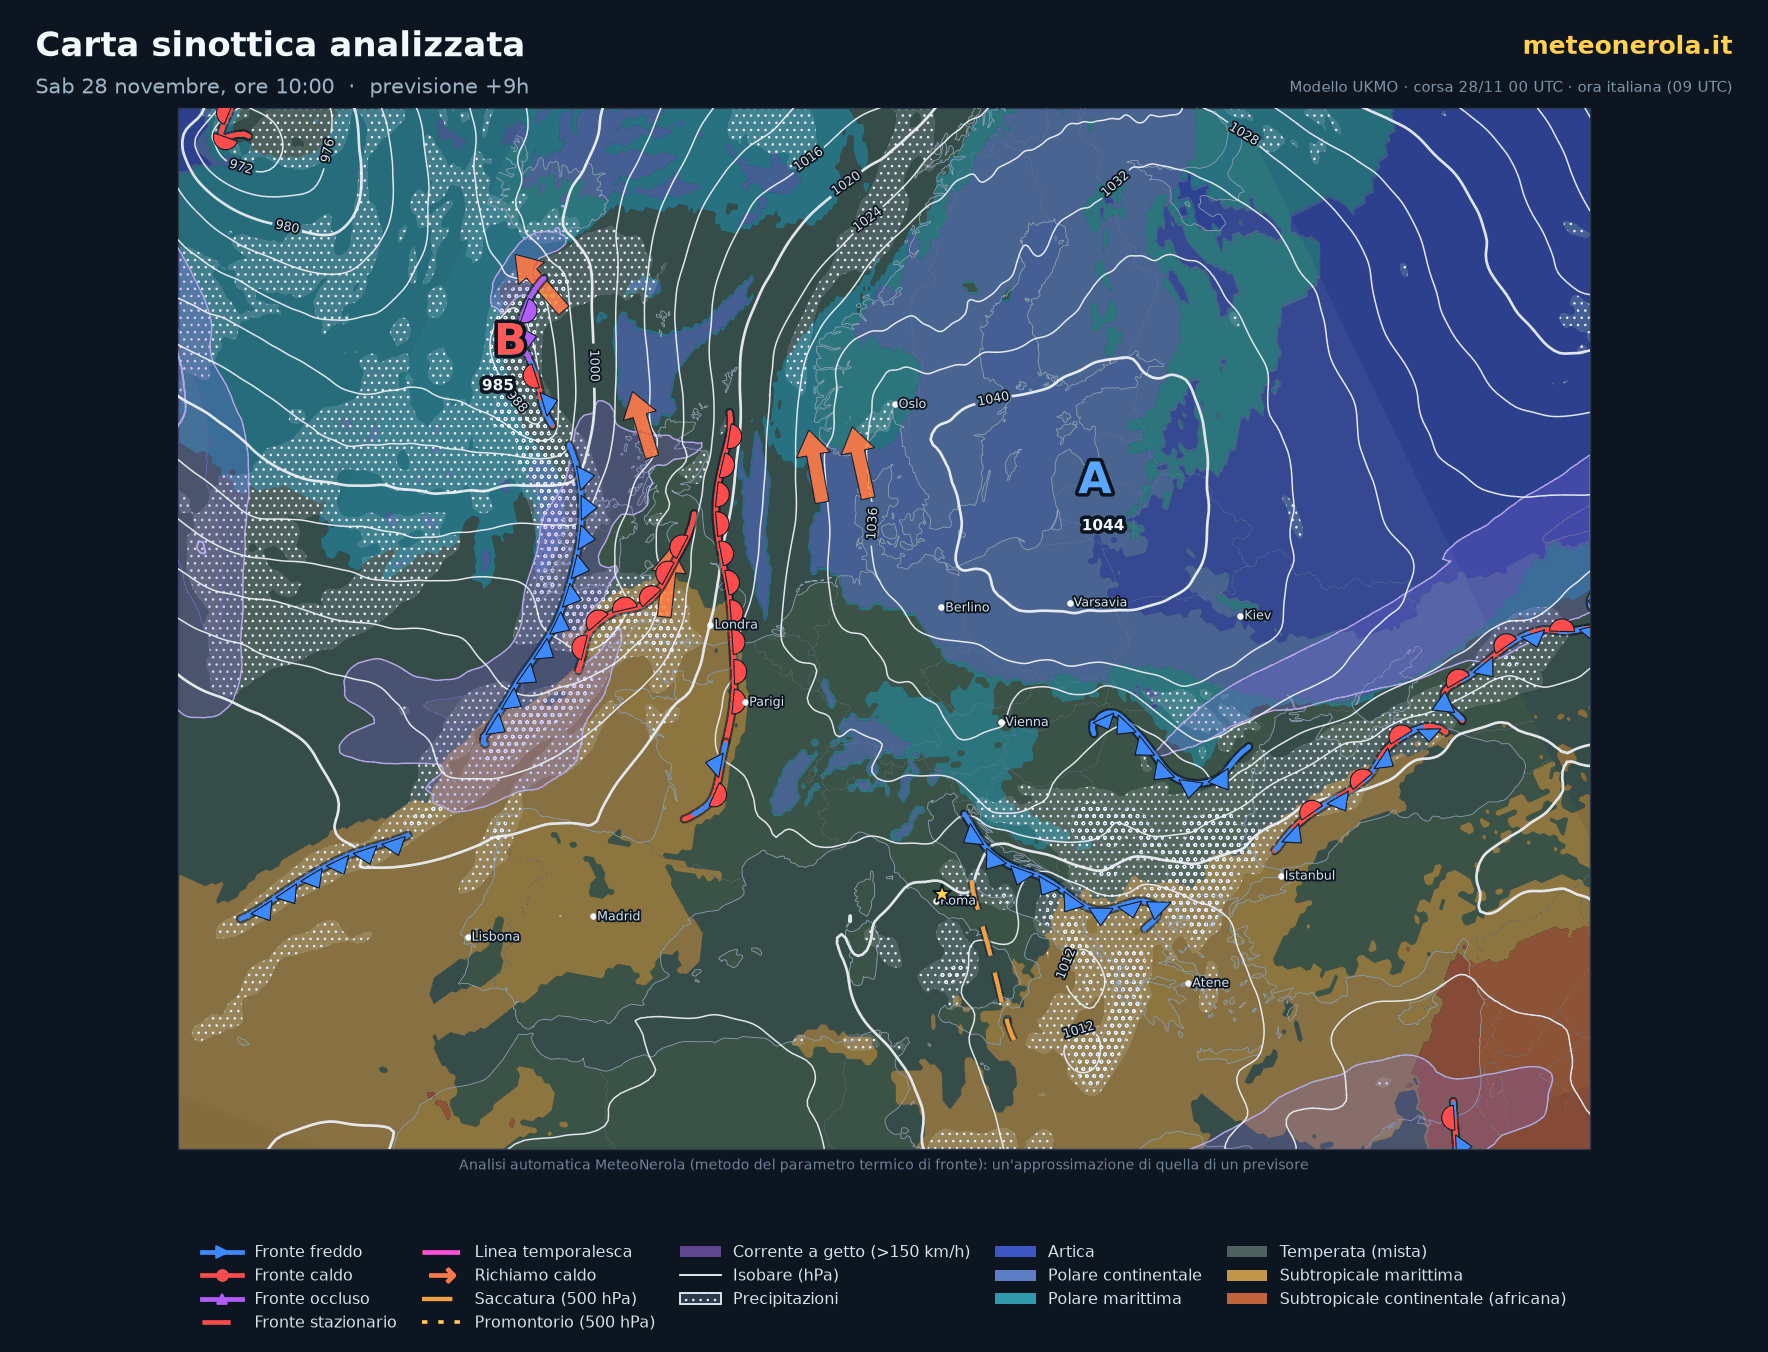 Carta sinottica analizzata
meteonerola.it
Sab 28 novembre, ore 10:00 · previsione +9h
Modello UKMO · corsa 28/11 00 UTC · ora italiana (09 UTC)
972
976
980
1016
1020
1024
1028
1032
B
985
988
1000
Oslo
1040
A
1044
1036
Berlino
Varsavia
Kiev
Londra
Parigi
Vienna
Istanbul
Roma
Madrid
Lisbona
Atene
1012
1012
Analisi automatica MeteoNerola (metodo del parametro termico di fronte): un'approssimazione di quella di un previsore
Fronte freddo
Fronte caldo
Fronte occluso
Fronte stazionario
Linea temporalesca
Richiamo caldo
Saccatura (500 hPa)
Promontorio (500 hPa)
Corrente a getto (>150 km/h)
Isobare (hPa)
Precipitazioni
Artica
Polare continentale
Polare marittima
Temperata (mista)
Subtropicale marittima
Subtropicale continentale (africana)